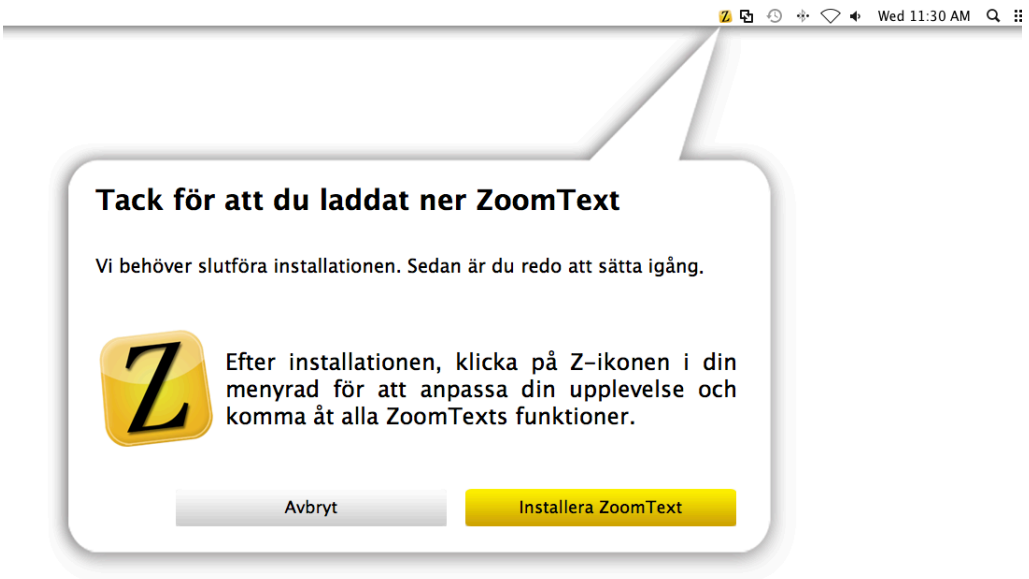 Z Wed 11:30 AM
Tack för att du laddat ner ZoomText
Vi behöver slutföra installationen. Sedan är du redo att sätta igång.
Z
Efter installationen, klicka på Z-ikonen i din
menyrad för att anpassa din upplevelse och
komma åt alla ZoomTexts funktioner.
Avbryt
Installera ZoomText